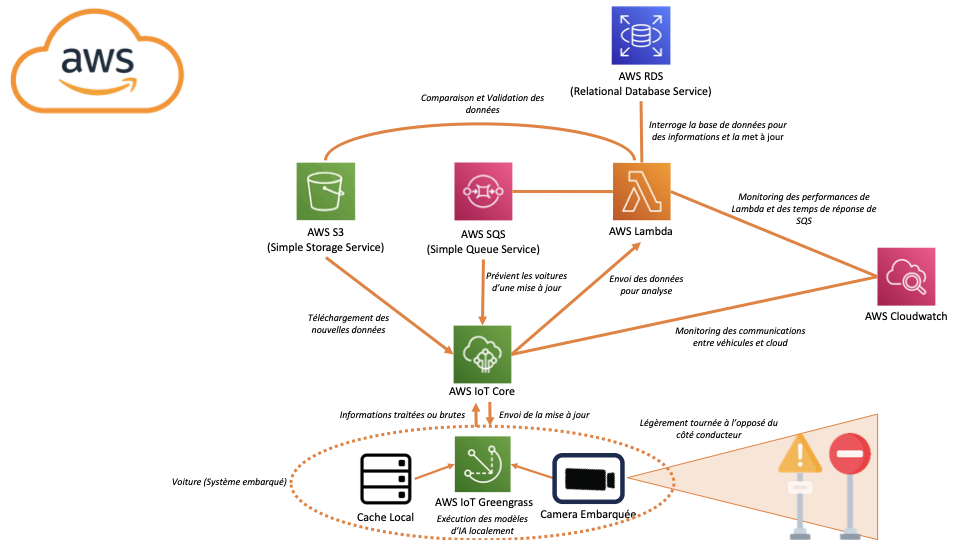 aws
AWS RDS
(Relational Database Service)
Comparaison et Validation des
données
Interroge la base de données pour
des informations et la met à jour
AWS S3
(Simple Storage Service)
AWS SQS
(Simple Queue Service)
AWS Lambda
Monitoring des performances de
Lambda et des temps de réponse de
SQS
Prévient les voitures
d'une mise à jour
Envoi des données
pour analyse
AWS Cloudwatch
Téléchargement des
nouvelles données
Monitoring des communications
entre véhicules et cloud
AWS IoT Core
Informations traitées ou brutes
Envoi de la mise à jour
Légèrement tournée à l'opposé du
côté conducteur
Voiture (Système embarqué)
Cache Local
AWS IoT Greengrass
Exécution des modèles
d'IA localement
Camera Embarquée